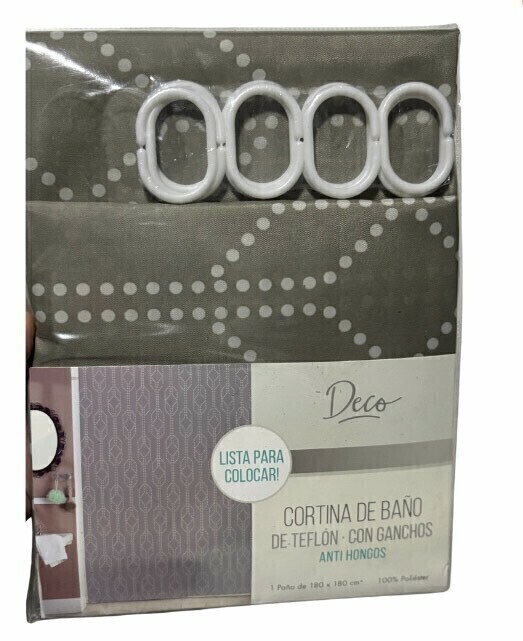 Deco
LISTA PARA
COLOCAR!
CORTINA DE BAÑO
DE TEFLÓN · CON GANCHOS
ANTI HONGOS
1 Paño de 180 x 180 cm² 100% Poliéster